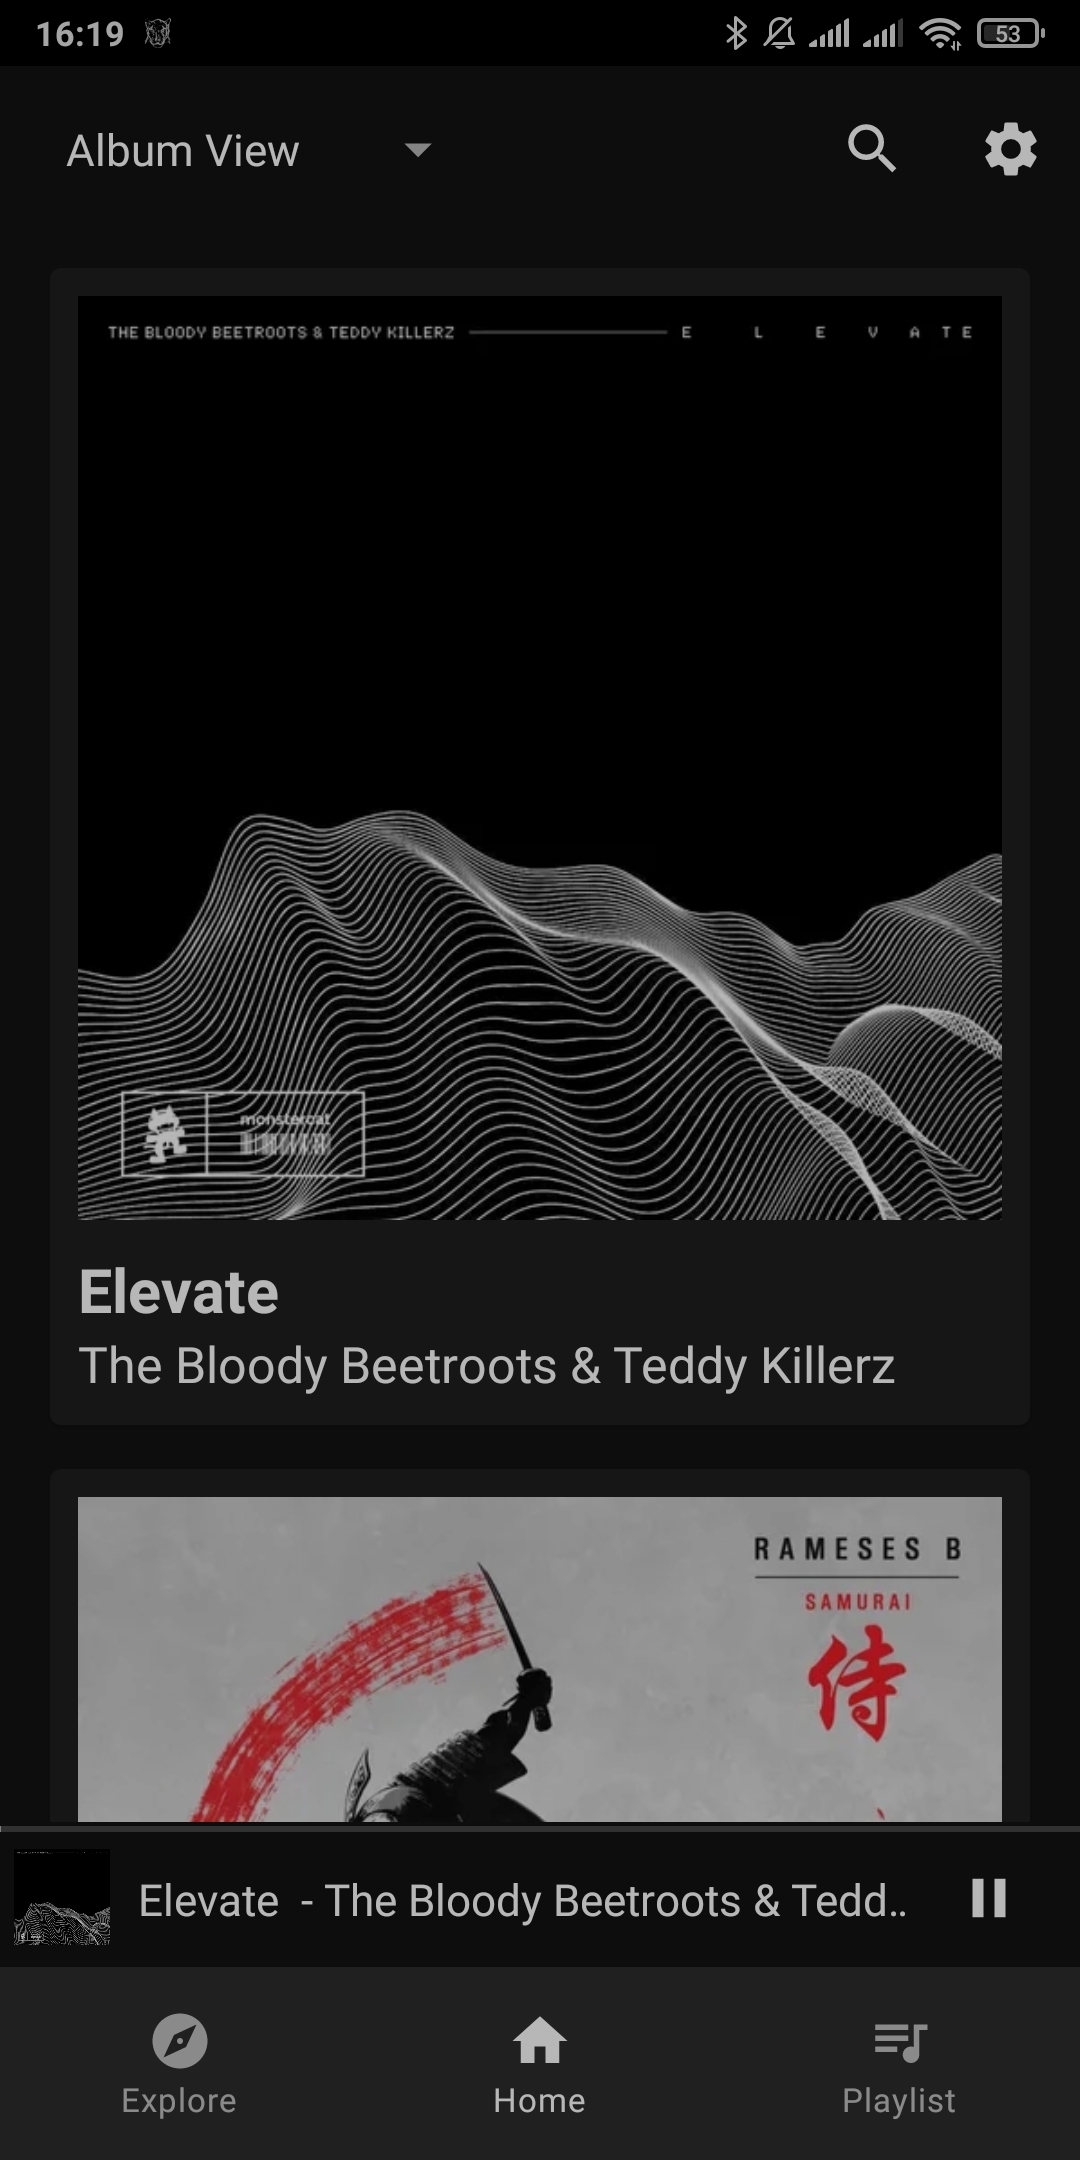 16:19
53
Album View
THE BLOODY BEETROOTS & TEDDY KILLERZ E L E V A T E
monstercat
Elevate
The Bloody Beetroots & Teddy Killerz
RAMESES B
SAMURAI
侍
Elevate - The Bloody Beetroots & Tedd..
Explore
Home
Playlist